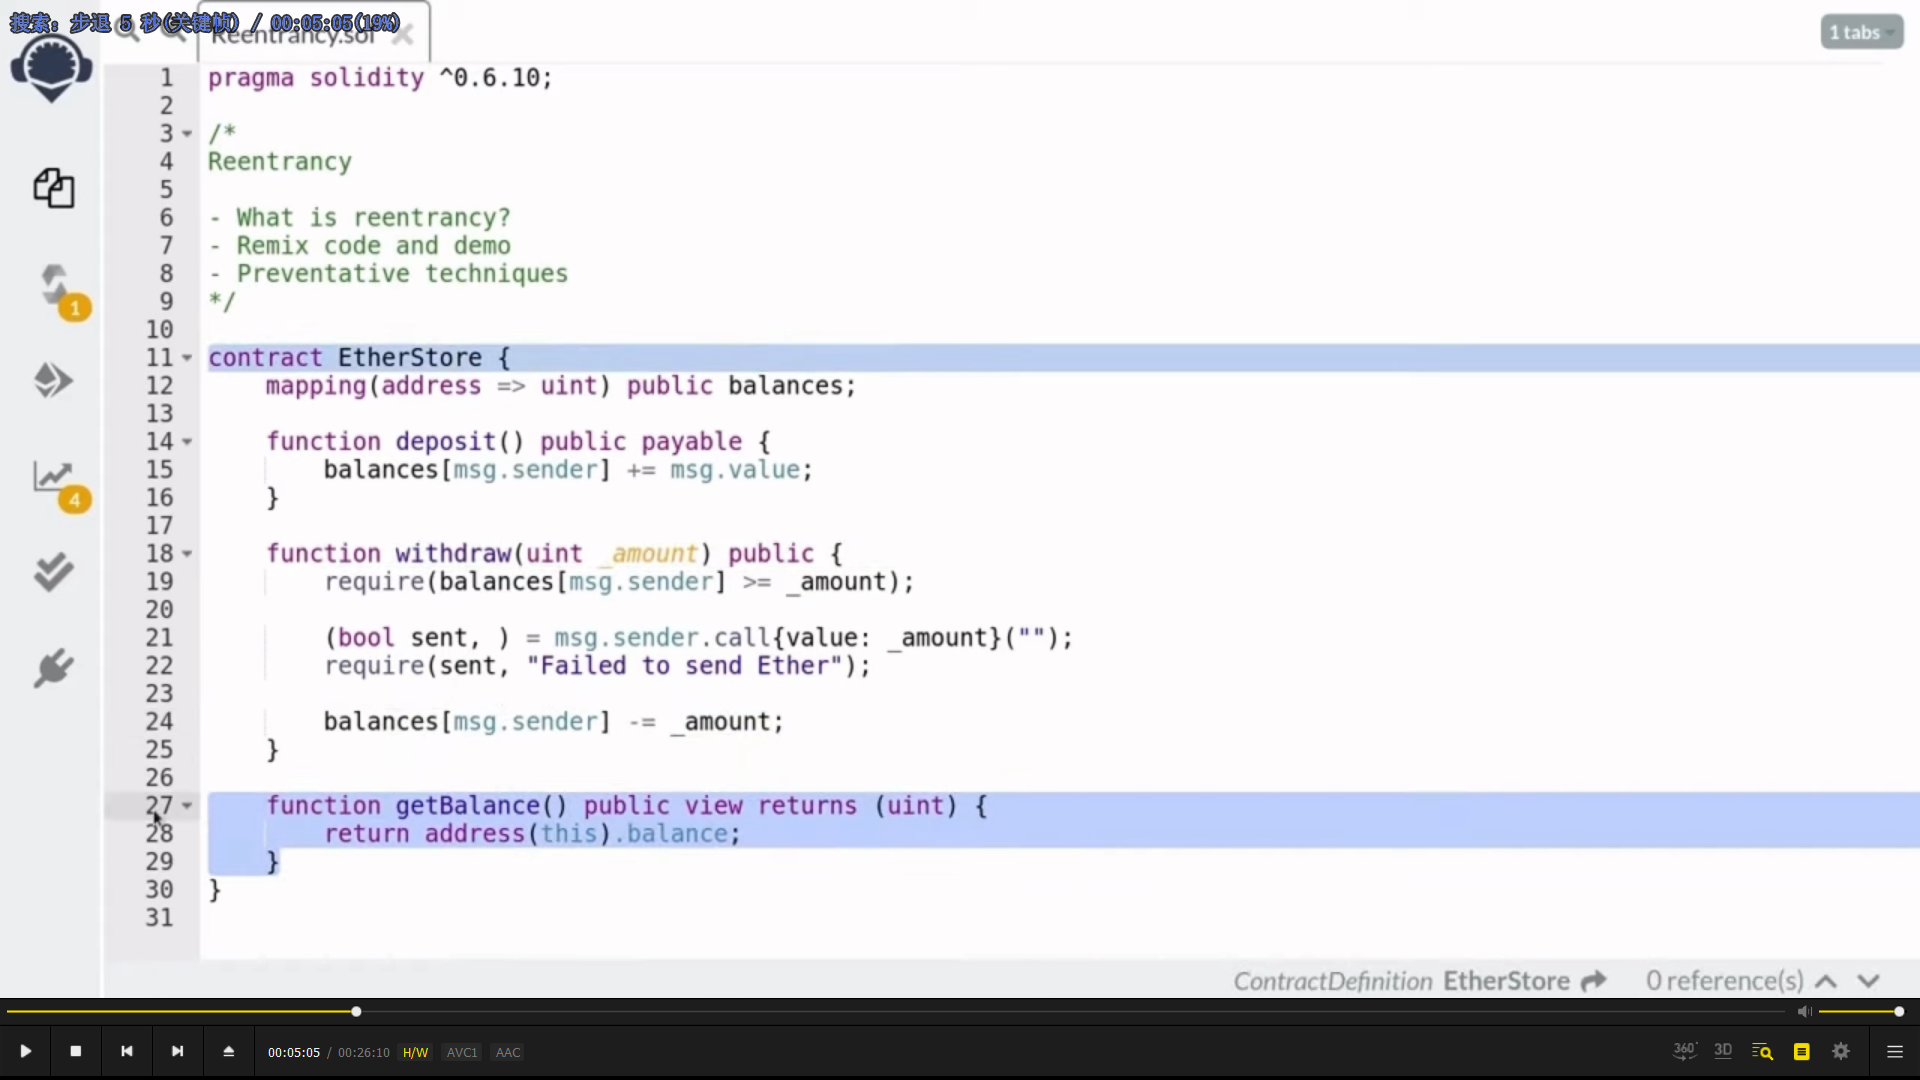 搜索: 步退 5 秒(关键帧) / 00:05:05(19%)
Reentrancy.sol
1 tabs
1 pragma solidity ^0.6.10;
2
3 /*
4 Reentrancy
5
6 - What is reentrancy?
7 - Remix code and demo
8 - Preventative techniques
9 */
10
11 contract EtherStore {
12     mapping(address => uint) public balances;
13
14     function deposit() public payable {
15         balances[msg.sender] += msg.value;
16     }
17
18     function withdraw(uint _amount) public {
19         require(balances[msg.sender] >= _amount);
20
21         (bool sent, ) = msg.sender.call{value: _amount}("");
22         require(sent, "Failed to send Ether");
23
24         balances[msg.sender] -= _amount;
25     }
26
27     function getBalance() public view returns (uint) {
28         return address(this).balance;
29     }
30 }
31
1
4
ContractDefinition EtherStore 0 reference(s)
00:05:05 / 00:26:10 H/W AVC1 AAC
360° 3D